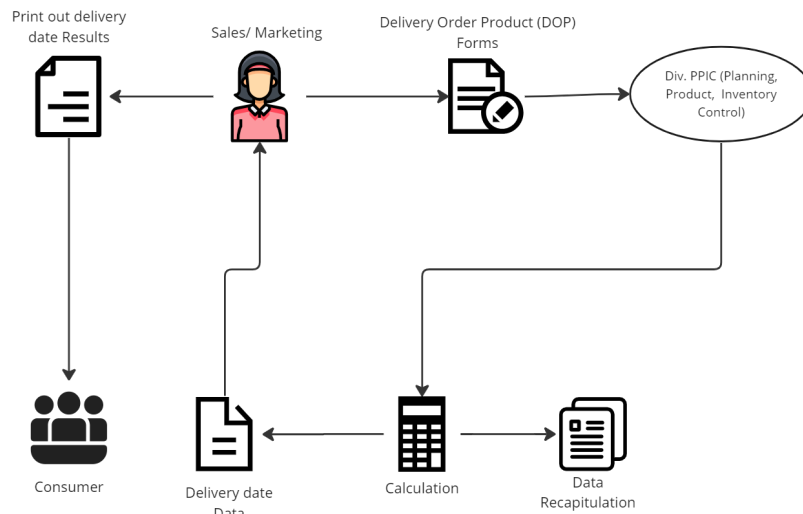 Print out delivery
date Results
Sales/ Marketing
Delivery Order Product (DOP)
Forms
Div. PPIC (Planning,
Product, Inventory
Control)
Consumer
Delivery date
Data
Calculation
Data
Recapitulation